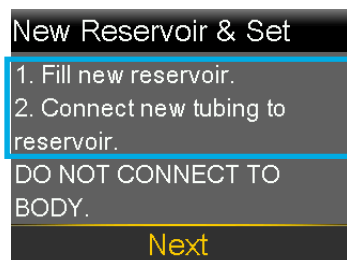 New Reservoir & Set
1. Fill new reservoir.
2. Connect new tubing to
reservoir.
DO NOT CONNECT TO
BODY.
Next